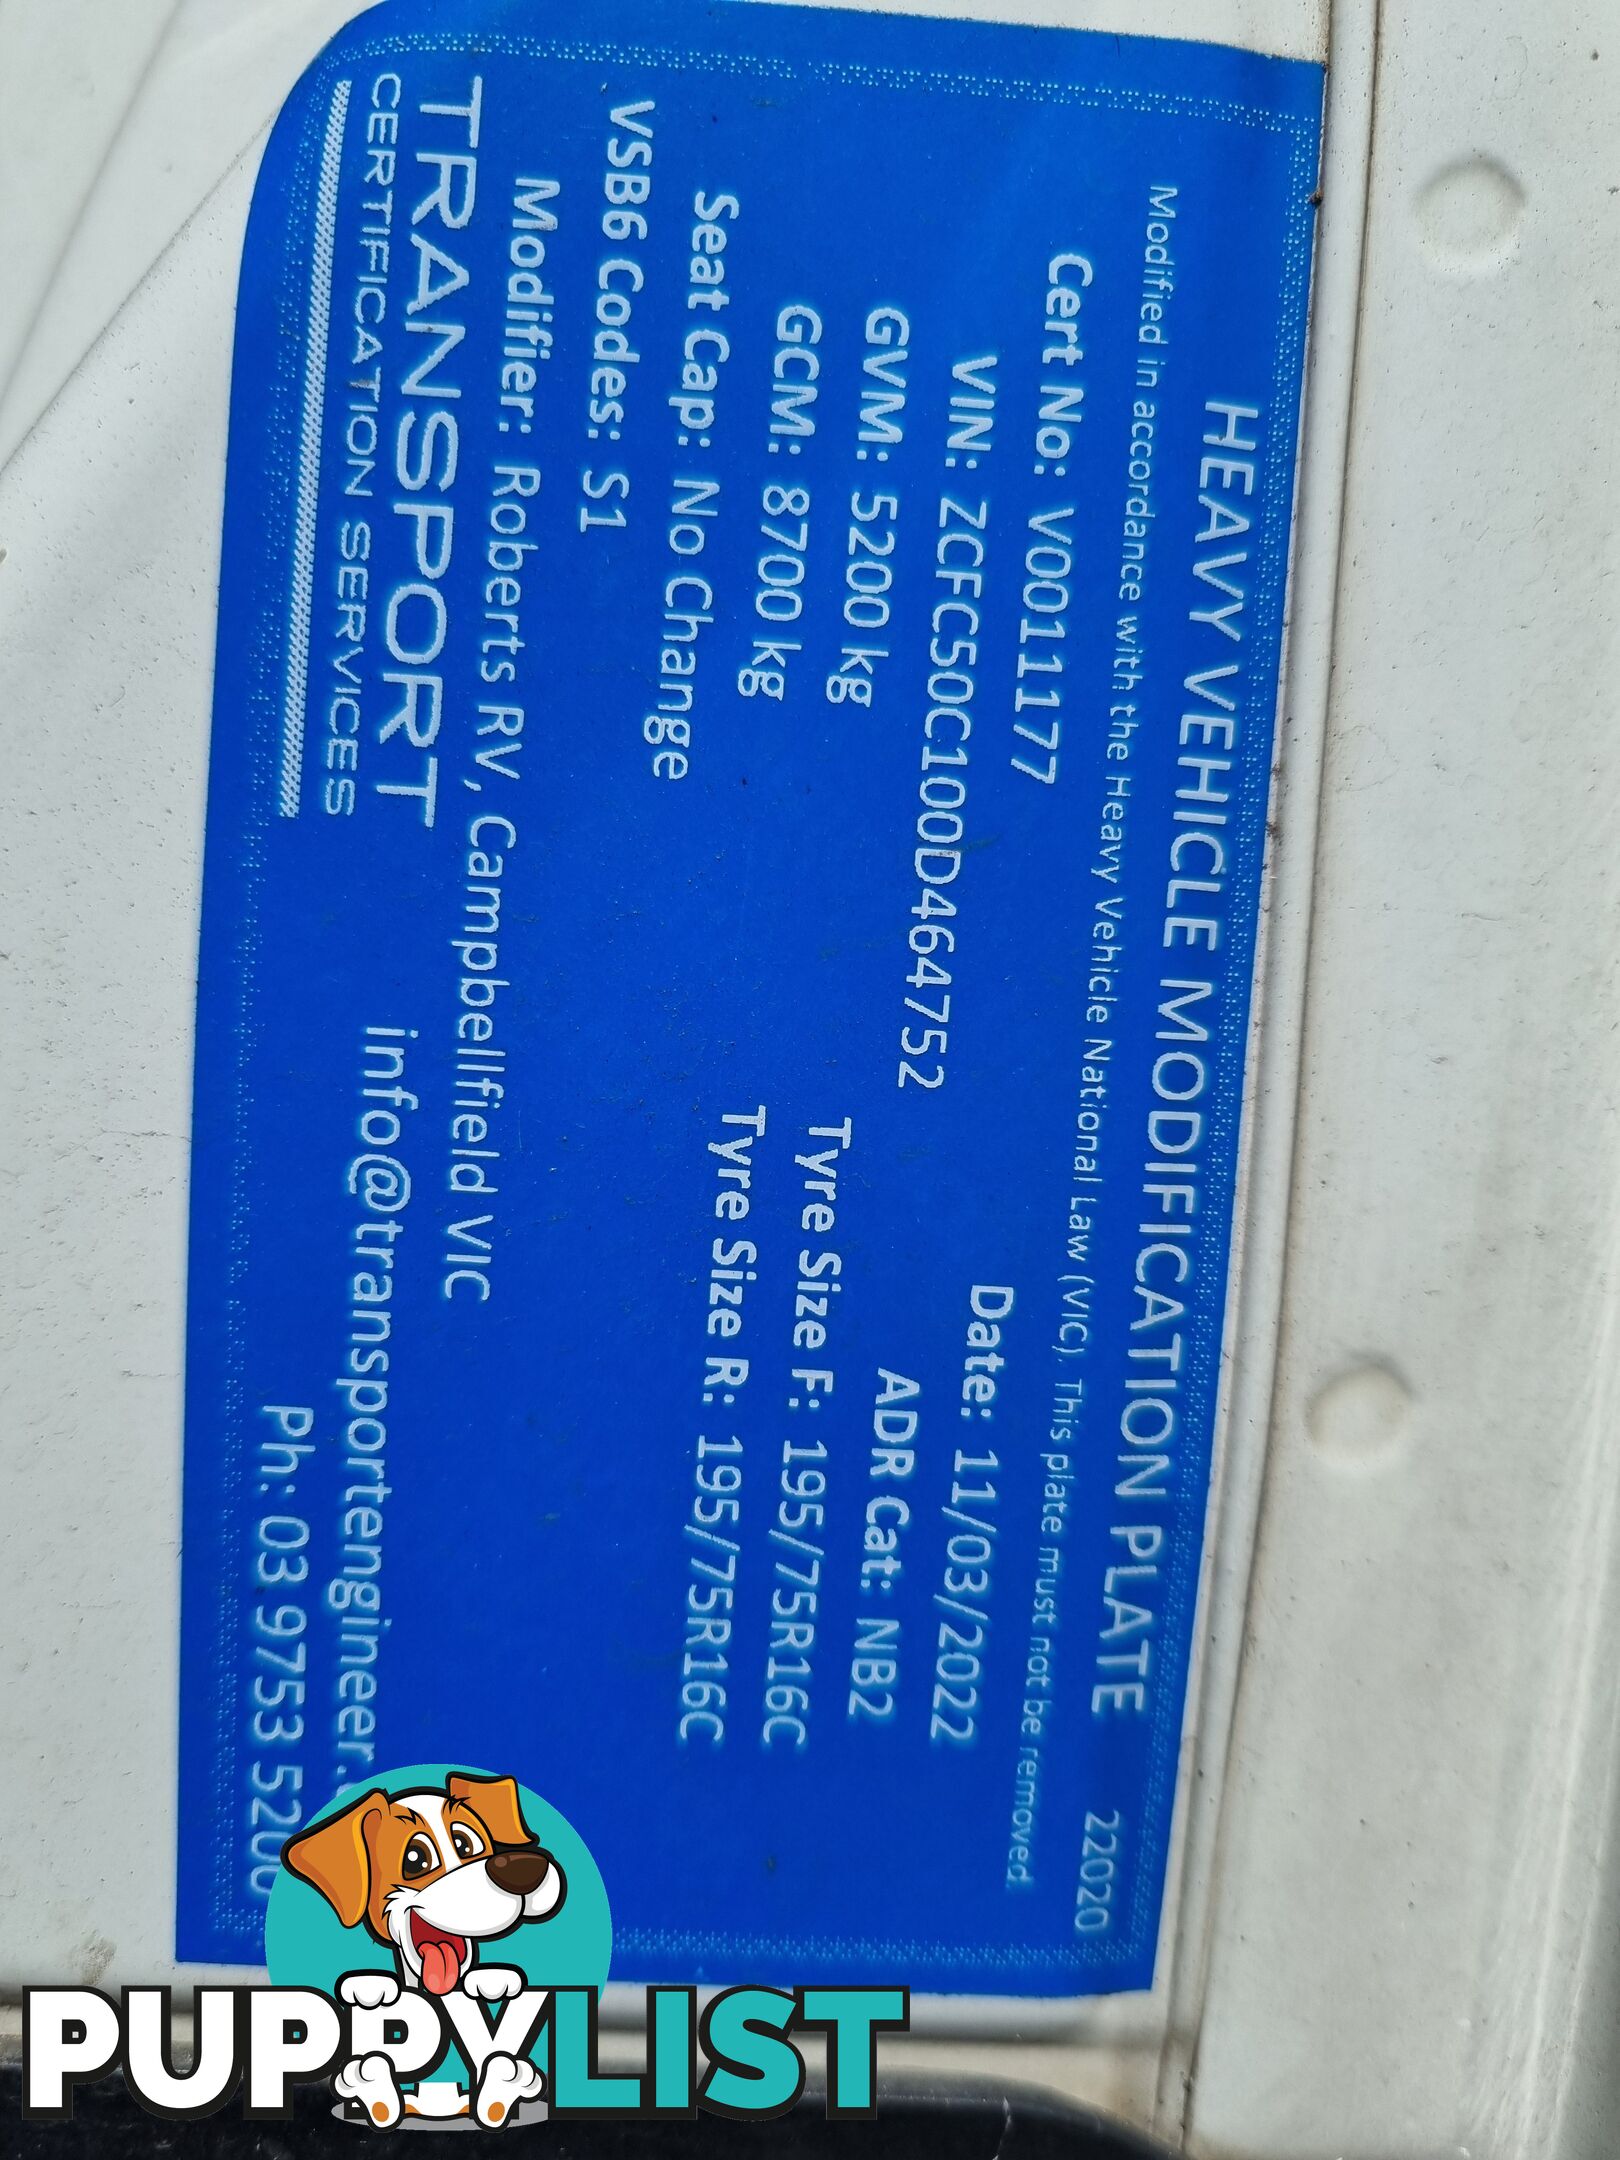 HEAVY VEHICLE MODIFICATION PLATE 22020
Modified in accordance with the Heavy Vehicle National Law (VIC). This plate must not be removed
Cert No: V0011177 Date: 11/03/2022
VIN: ZCFC50C100D464752 ADR Cat: NB2
GVM: 5200 kg Tyre Size F: 195/75R16C
GCM: 8700 kg Tyre Size R: 195/75R16C
Seat Cap: No Change
VSB6 Codes: S1
Modifier: Roberts RV, Campbellfield VIC
TRANSPORT
CERTIFICATION SERVICES
info@transportengineer.
Ph: 03 9753 5200
PUPPYLIST